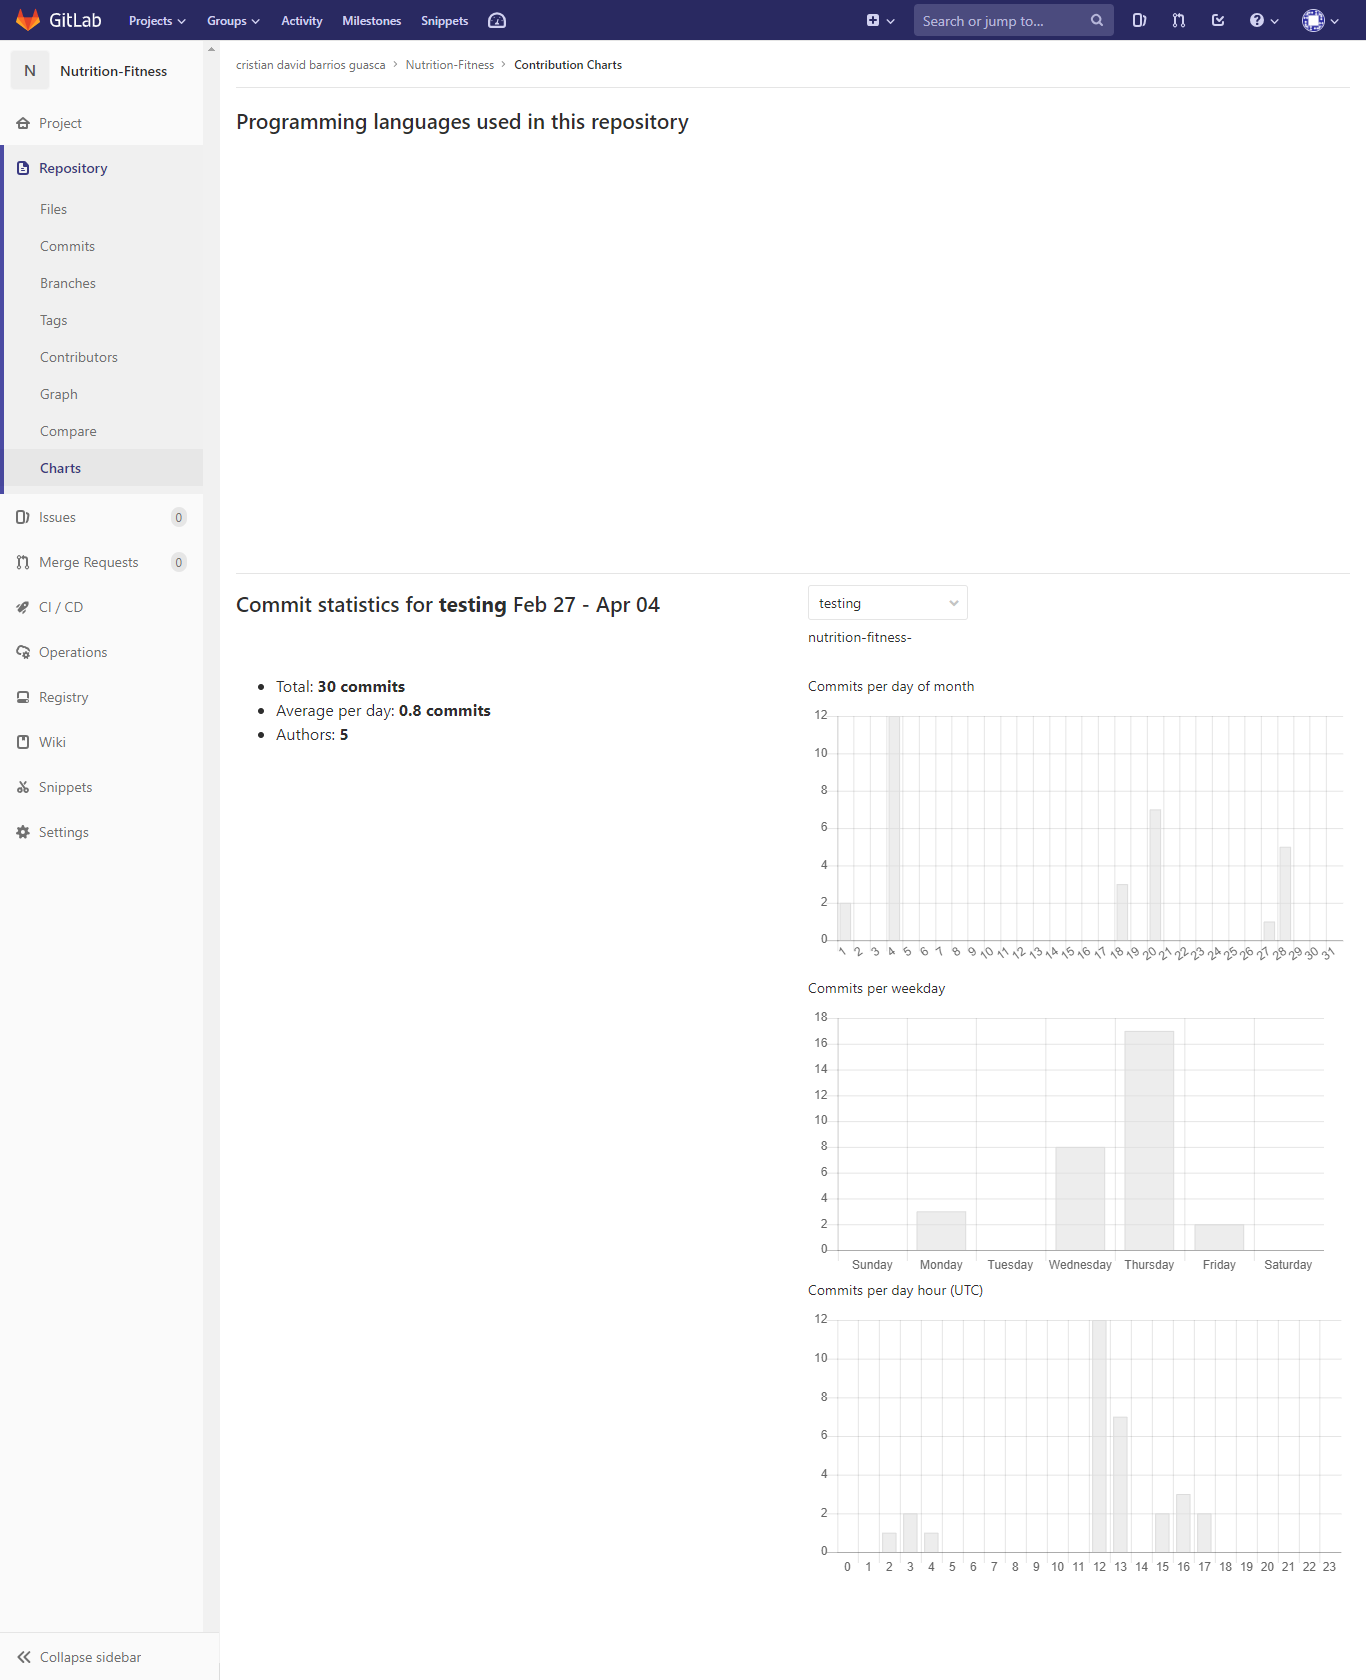 GitLab Projects Groups Activity Milestones Snippets Search or jump to...
N Nutrition-Fitness
Project
Repository
Files
Commits
Branches
Tags
Contributors
Graph
Compare
Charts
Issues 0
Merge Requests 0
CI / CD
Operations
Registry
Wiki
Snippets
Settings
Collapse sidebar
cristian david barrios guasca › Nutrition-Fitness › Contribution Charts
Programming languages used in this repository
Commit statistics for testing Feb 27 - Apr 04
• Total: 30 commits
• Average per day: 0.8 commits
• Authors: 5
testing
nutrition-fitness-
Commits per day of month
12
10
8
6
4
2
0
1 2 3 4 5 6 7 8 9 10 11 12 13 14 15 16 17 18 19 20 21 22 23 24 25 26 27 28 29 30 31
Commits per weekday
18
16
14
12
10
8
6
4
2
0
Sunday Monday Tuesday Wednesday Thursday Friday Saturday
Commits per day hour (UTC)
12
10
8
6
4
2
0
0 1 2 3 4 5 6 7 8 9 10 11 12 13 14 15 16 17 18 19 20 21 22 23